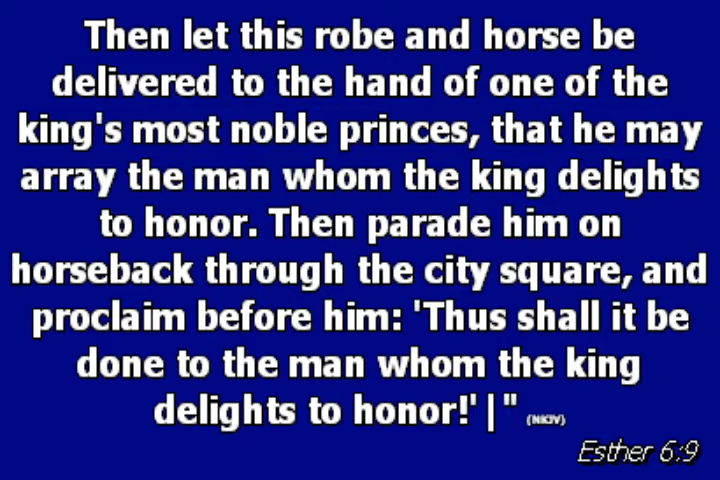 Then let this robe and horse be
delivered to the hand of one of the
king's most noble princes, that he may
array the man whom the king delights
to honor. Then parade him on
horseback through the city square, and
proclaim before him: 'Thus shall it be
done to the man whom the king
delights to honor!'|" (NKJV)
Esther 6:9